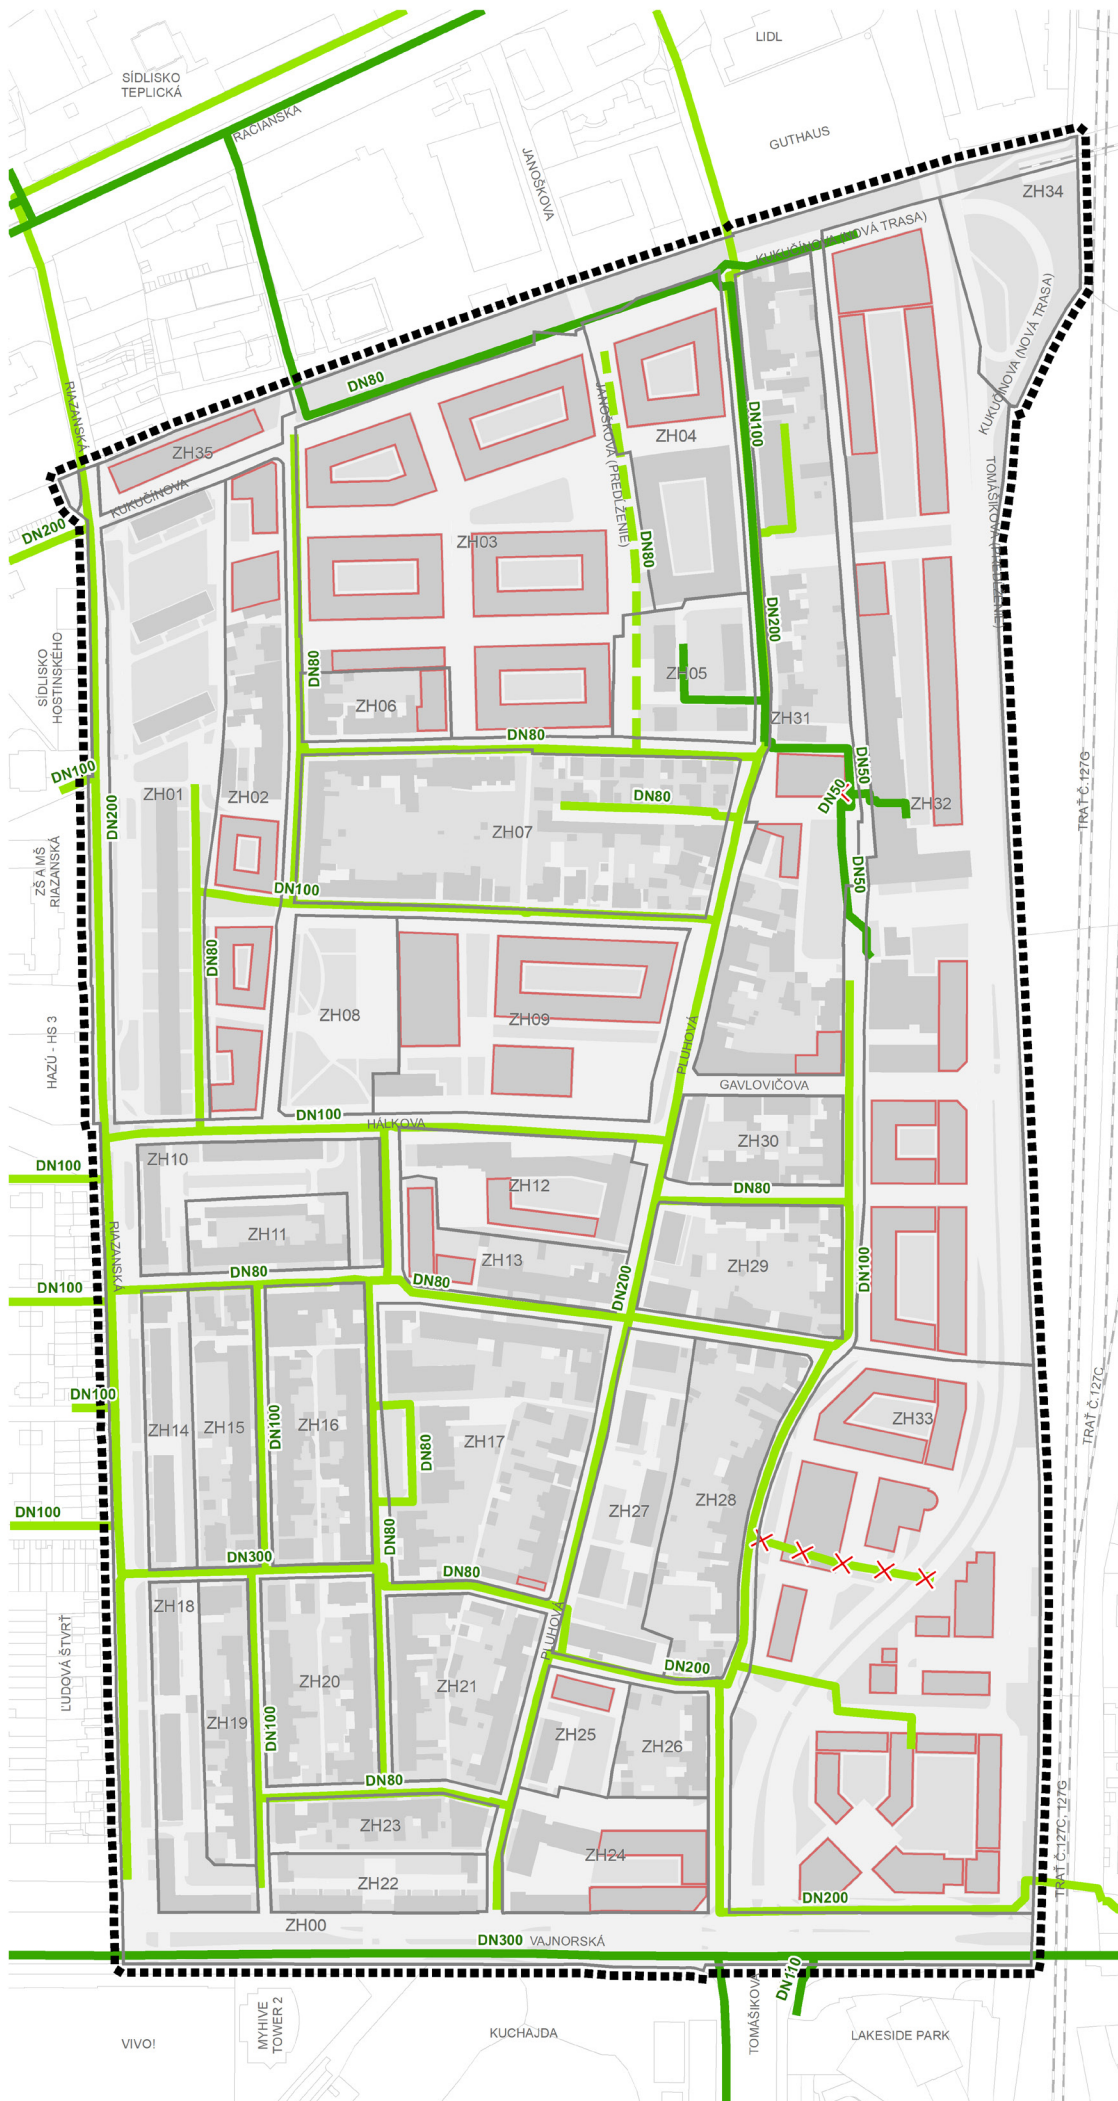 LIDL
SÍDLISKO
TEPLICKÁ
RAČIANSKA
GUTHAUS
JANOŠKOVA
ZH34
KUKUČÍNOVA (NOVÁ TRASA)
KUKUČÍNOVA (NOVÁ TRASA)
RIAZANSKÁ
DN80
JANOŠKOVA (PREDĹŽENIE)
ZH04
DN100
ZH35
KUKUČÍNOVA
TOMÁŠIKOVA (PREDĹŽENIE)
DN200
ZH03
DN80
DN200
SÍDLISKO
HOSTINSKÉHO
DN80
ZH05
ZH06
ZH31
DN80
DN100
ZH01
ZH02
DN200
DN80
DN50
DN50
ZH32
TRAŤ Č.127G
ZH07
ZŠ A MŠ
RIAZANSKÁ
DN100
DN50
DN80
ZH08
ZH09
HAZÚ - HS 3
PLUHOVÁ
GAVLOVIČOVA
DN100
HÁLKOVA
ZH30
ZH10
DN100
ZH12
DN80
RIAZANSKÁ
ZH11
ZH13
ZH29
DN80
DN80
DN100
DN200
DN100
DN100
TRAŤ Č.127C
ZH14
ZH15
DN100
ZH16
DN80
ZH17
ZH33
DN100
ZH27
ZH28
DN80
DN300
DN80
ZH18
PLUHOVÁ
ĽUDOVÁ ŠTVRŤ
DN200
ZH20
ZH21
ZH19
DN100
ZH25
ZH26
DN80
ZH23
TRAŤ Č.127C, 127G
ZH24
ZH22
DN200
ZH00
DN300
VAJNORSKÁ
DN110
TOMÁŠIKOVA
MYHIVE
TOWER 2
VIVO!
KUCHAJDA
LAKESIDE PARK